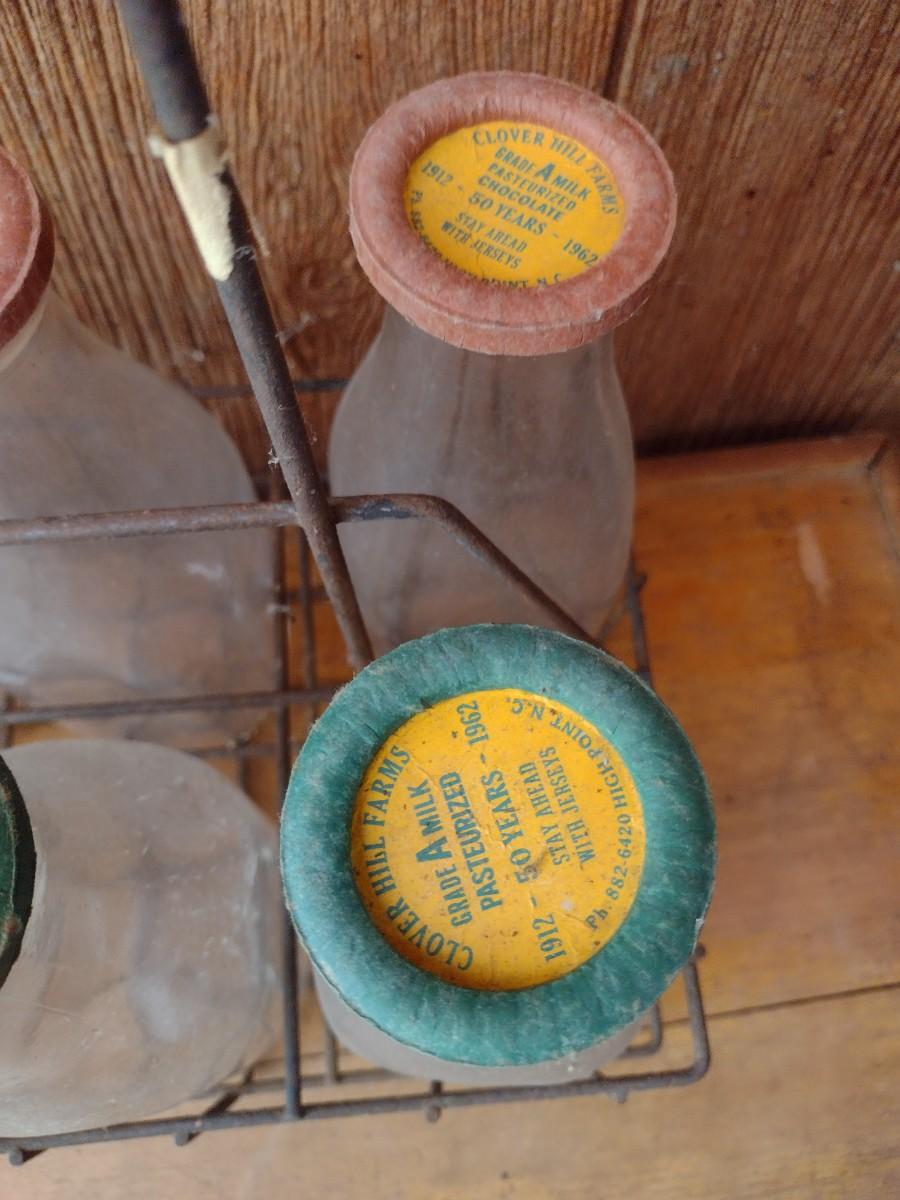 CLOVER HILL FARMS
GRADE A MILK
PASTEURIZED
CHOCOLATE
50 YEARS
1912 - - 1962
STAY AHEAD
WITH JERSEYS
POINT, N.C.
CLOVER HILL FARMS
GRADE A MILK
PASTEURIZED
1912 - 50 YEARS - 1962
STAY AHEAD
WITH JERSEYS
Ph. 882-6420 HIGH POINT, N.C.